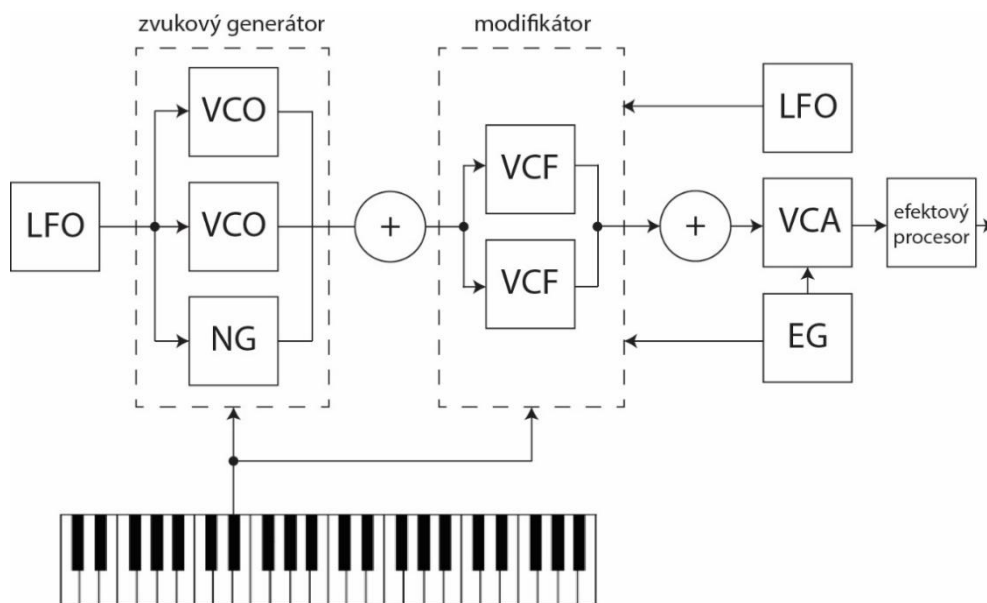 zvukový generátor
modifikátor
VCO
LFO
VCF
LFO
VCO
+
+
VCA
efektový
procesor
VCF
NG
EG